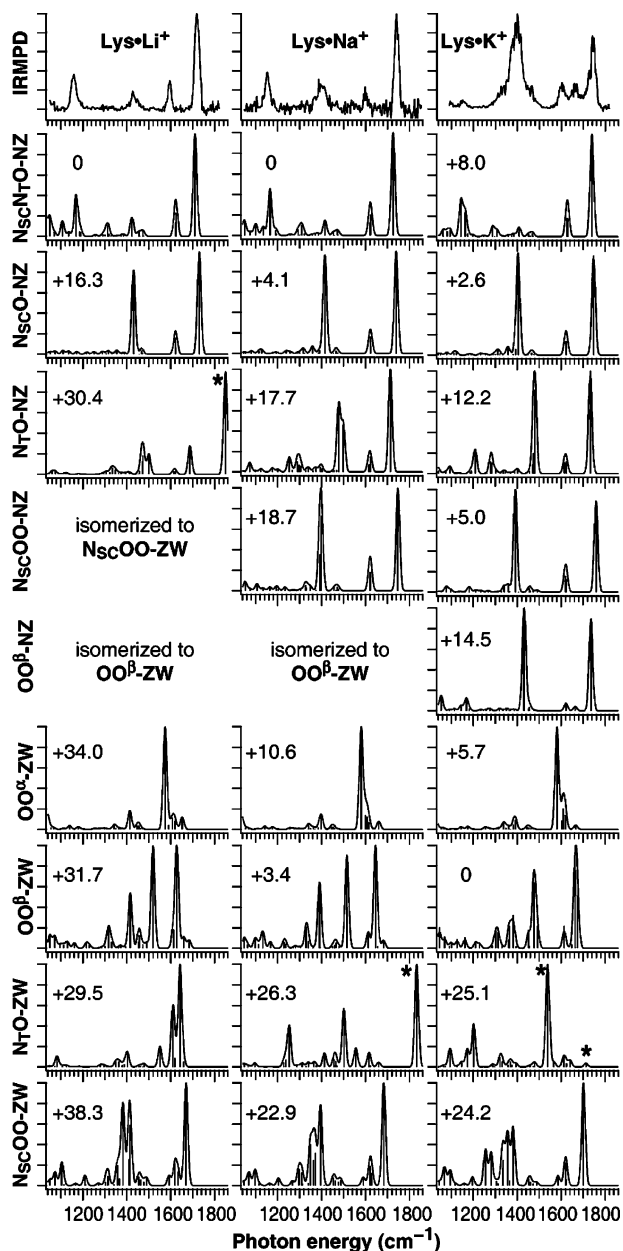 IRMPD
Lys•Li+
Lys•Na+
Lys•K+
NSCNTO-NZ
0
0
+8.0
NSCO-NZ
+16.3
+4.1
+2.6
NTO-NZ
+30.4
*
+17.7
+12.2
NSCOO-NZ
isomerized to
NSCOO-ZW
+18.7
+5.0
OOβ-NZ
isomerized to
OOβ-ZW
isomerized to
OOβ-ZW
+14.5
OOα-ZW
+34.0
+10.6
+5.7
OOβ-ZW
+31.7
+3.4
0
NTO-ZW
+29.5
+26.3
*
+25.1
*
*
NSCOO-ZW
+38.3
+22.9
+24.2
1200 1400 1600 1800
1200 1400 1600 1800
1200 1400 1600 1800
Photon energy (cm−1)